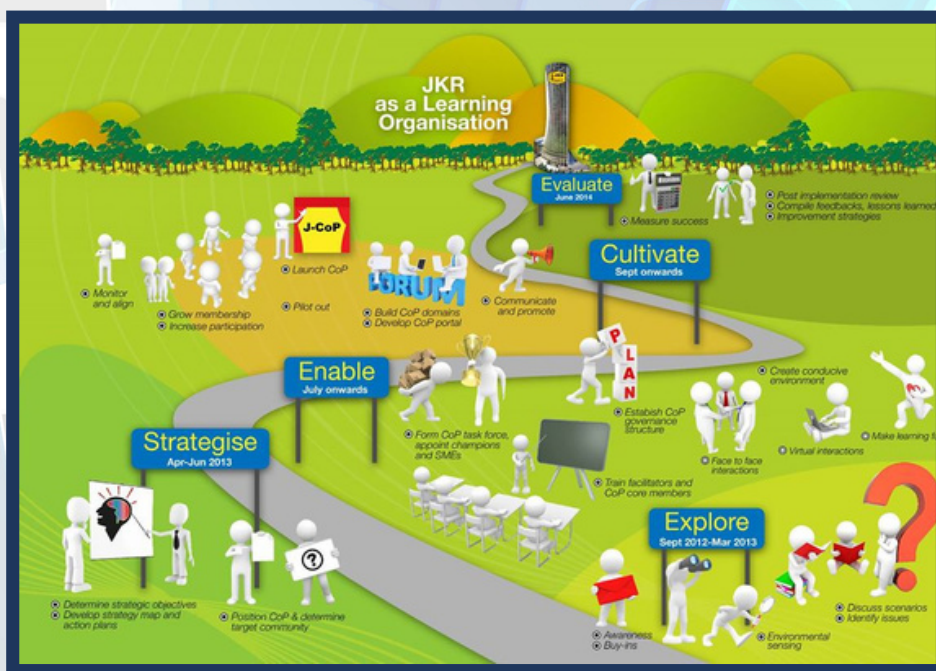 JKR
as a Learning
Organisation
Evaluate
June 2014
Measure success
Post implementation review
Compile feedbacks, lessons learned
Improvement strategies
Cultivate
Sept onwards
J-CoP
Launch CoP
Monitor
and align
Grow membership
Increase participation
Pilot out
FORUM
Build CoP domains
Develop CoP portal
Communicate
and promote
Enable
July onwards
PLAN
Form CoP task force,
appoint champions
and SMEs
Estabish CoP
governance
structure
Create conducive
environment
Face to face
interactions
Virtual interactions
Make learning
Train facilitators and
CoP core members
Strategise
Apr-Jun 2013
?
Determine strategic objectives
Develop strategy map and
action plans
Position CoP & determine
target community
Explore
Sept 2012-Mar 2013
?
Awareness
Buy-ins
Environmental
sensing
Discuss scenarios
Identify issues